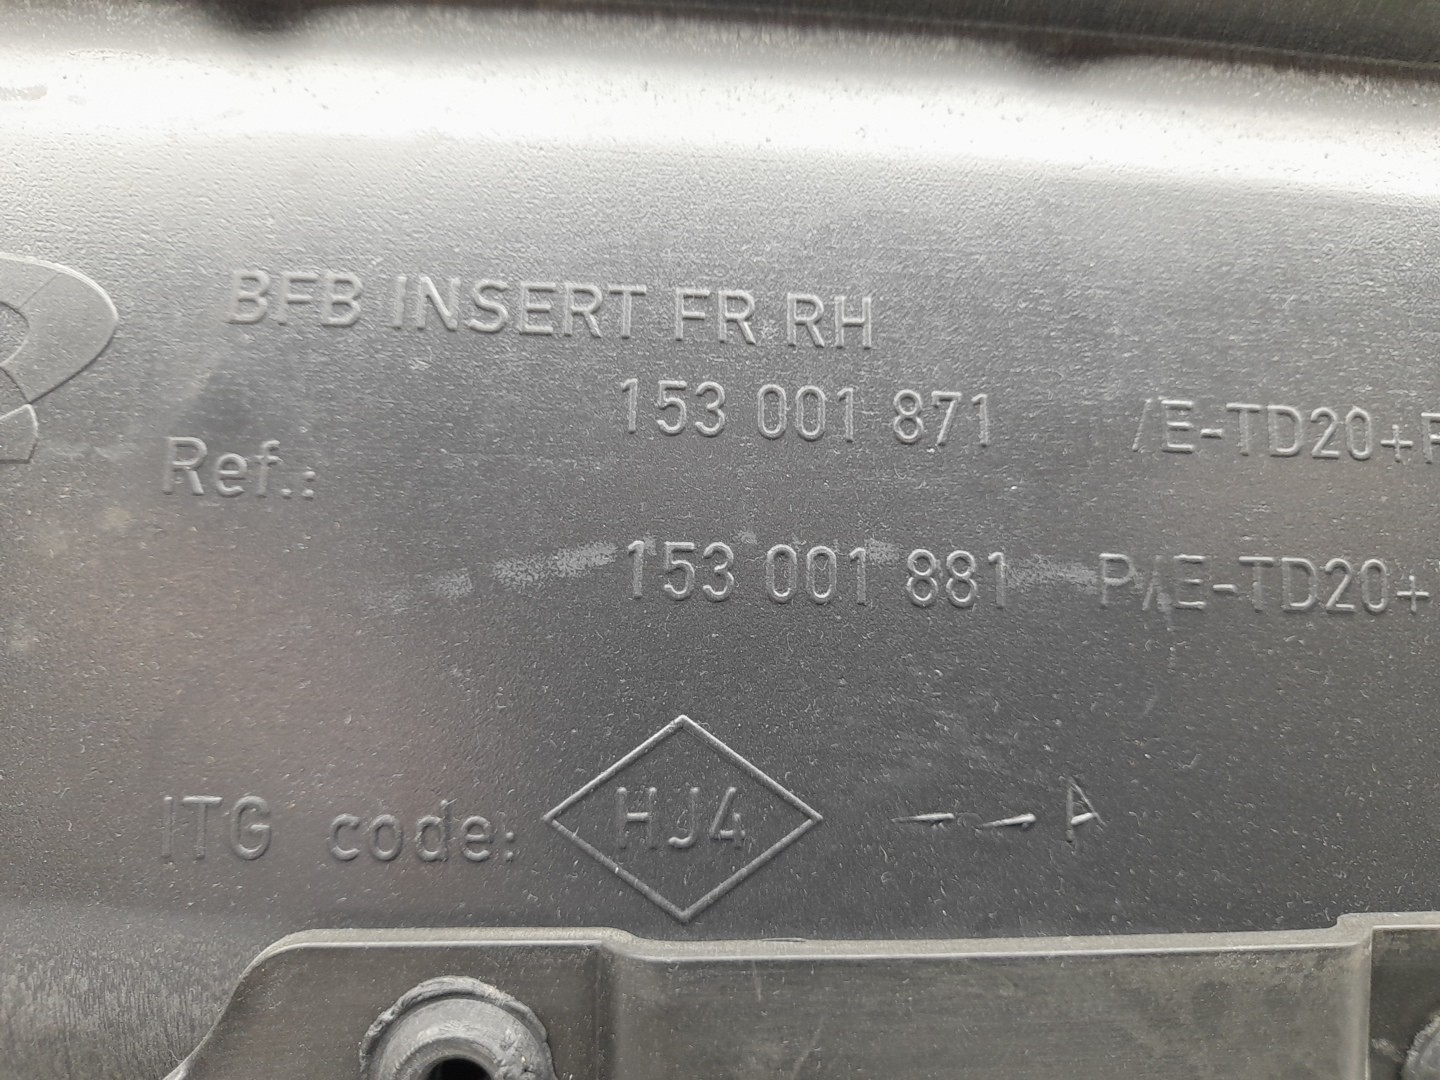 BFB INSERT FR RH
153 001 871 /E-TD20+
Ref.:
153 001 881 P/E-TD20+
ITG code: HJ4 A